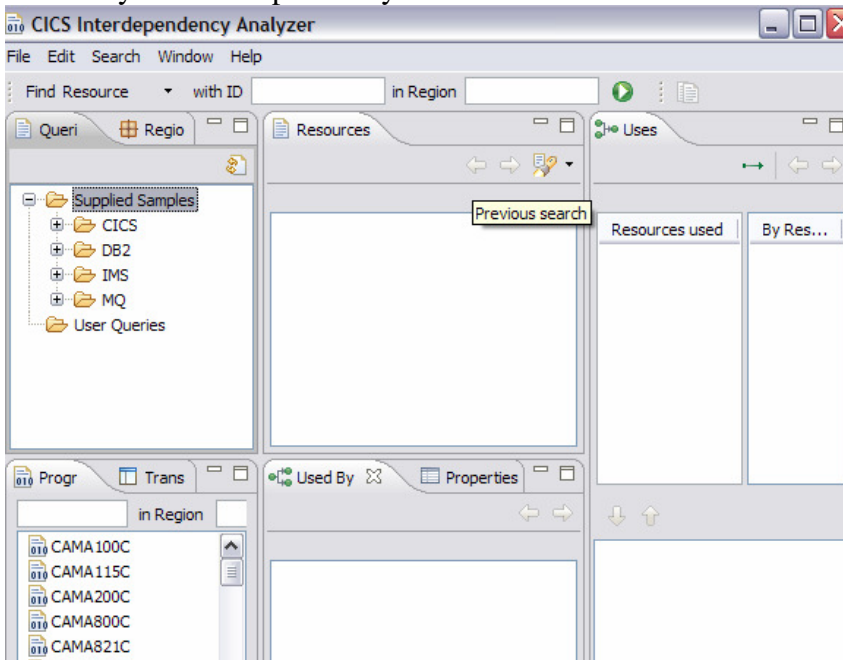 CICS Interdependency Analyzer
File Edit Search Window Help
Find Resource with ID in Region
Queri Regio
Resources
Uses
Supplied Samples
CICS
DB2
IMS
MQ
User Queries
Previous search
Resources used By Res...
Progr Trans
Used By Properties
in Region
CAMA100C
CAMA115C
CAMA200C
CAMA800C
CAMA821C